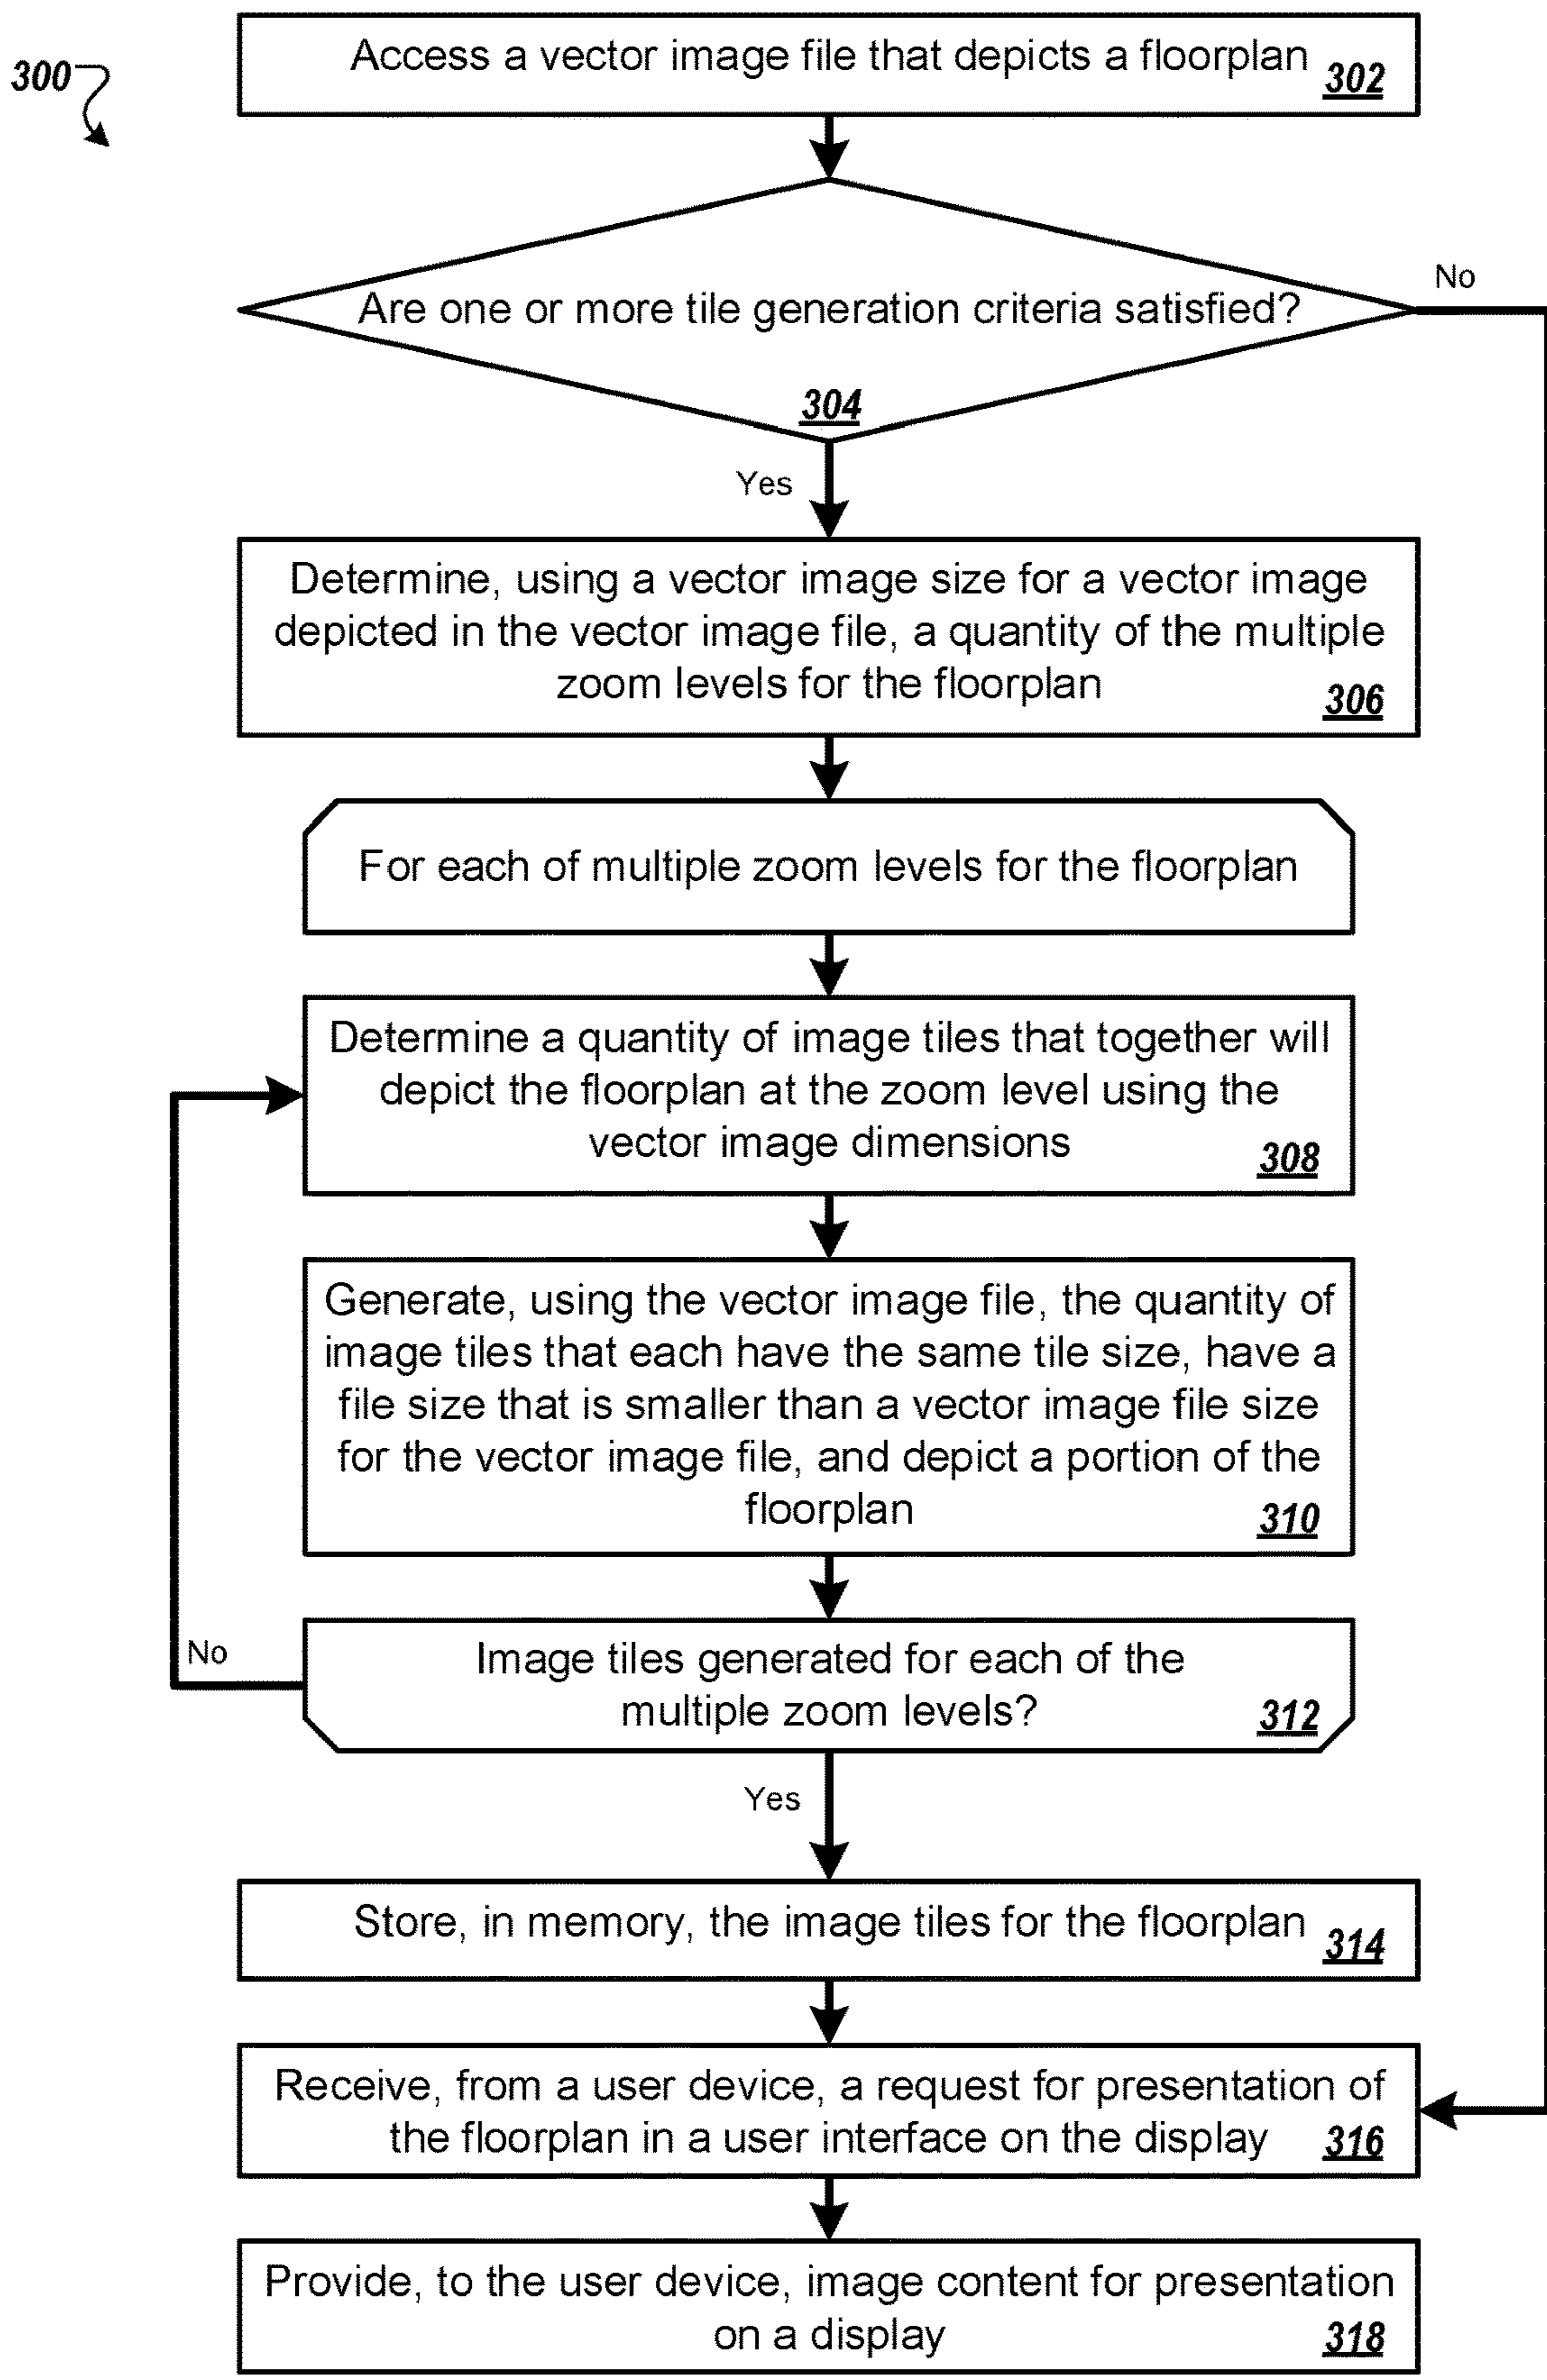 300
Access a vector image file that depicts a floorplan 302
Are one or more tile generation criteria satisfied?
No
304
Yes
Determine, using a vector image size for a vector image
depicted in the vector image file, a quantity of the multiple
zoom levels for the floorplan 306
For each of multiple zoom levels for the floorplan
Determine a quantity of image tiles that together will
depict the floorplan at the zoom level using the
vector image dimensions 308
Generate, using the vector image file, the quantity of
image tiles that each have the same tile size, have a
file size that is smaller than a vector image file size
for the vector image file, and depict a portion of the
floorplan 310
No
Image tiles generated for each of the
multiple zoom levels? 312
Yes
Store, in memory, the image tiles for the floorplan 314
Receive, from a user device, a request for presentation of
the floorplan in a user interface on the display 316
Provide, to the user device, image content for presentation
on a display 318